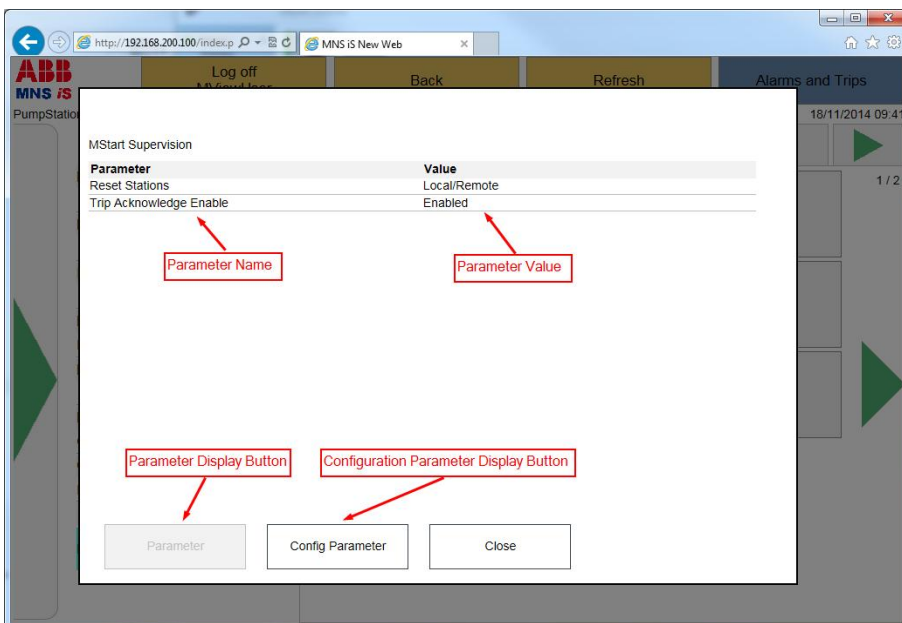 http://192.168.200.100/index.p
MNS iS New Web
ABB
MNS iS
Log off
MViewUser
Back
Refresh
Alarms and Trips
PumpStatio
18/11/2014 09:41
1 / 2
MStart Supervision
Parameter Value
Reset Stations Local/Remote
Trip Acknowledge Enable Enabled
Parameter Name
Parameter Value
Parameter Display Button
Configuration Parameter Display Button
Parameter
Config Parameter
Close